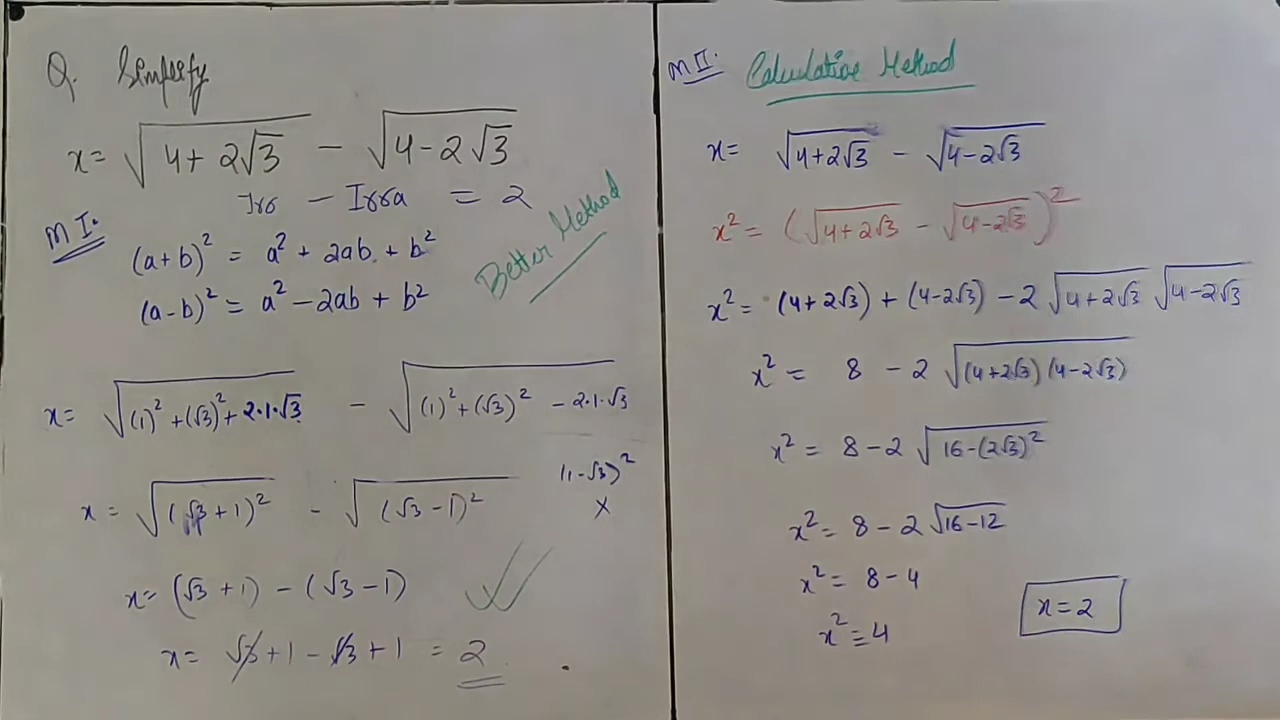 Q. Simplify
x = √(4+2√3) − √(4−2√3)
Irr − Irra = 2
M I.
(a+b)² = a² + 2ab + b²
(a-b)² = a² − 2ab + b²
Better Method
x = √((1)²+(√3)²+2·1·√3) − √((1)²+(√3)²−2·1·√3)
(1-√3)²
x = √((√3+1)²) − √((√3−1)²) ×
x = (√3+1) − (√3−1)
x = √3+1−√3+1 = 2
M II. Calculative Method
x = √(4+2√3) − √(4−2√3)
x² = (√(4+2√3) − √(4−2√3))²
x² = (4+2√3) + (4−2√3) − 2 √(4+2√3) √(4−2√3)
x² = 8 − 2 √((4+2√3)(4−2√3))
x² = 8−2 √(16−(2√3)²)
x² = 8−2√(16−12)
x² = 8−4
x² = 4
x=2